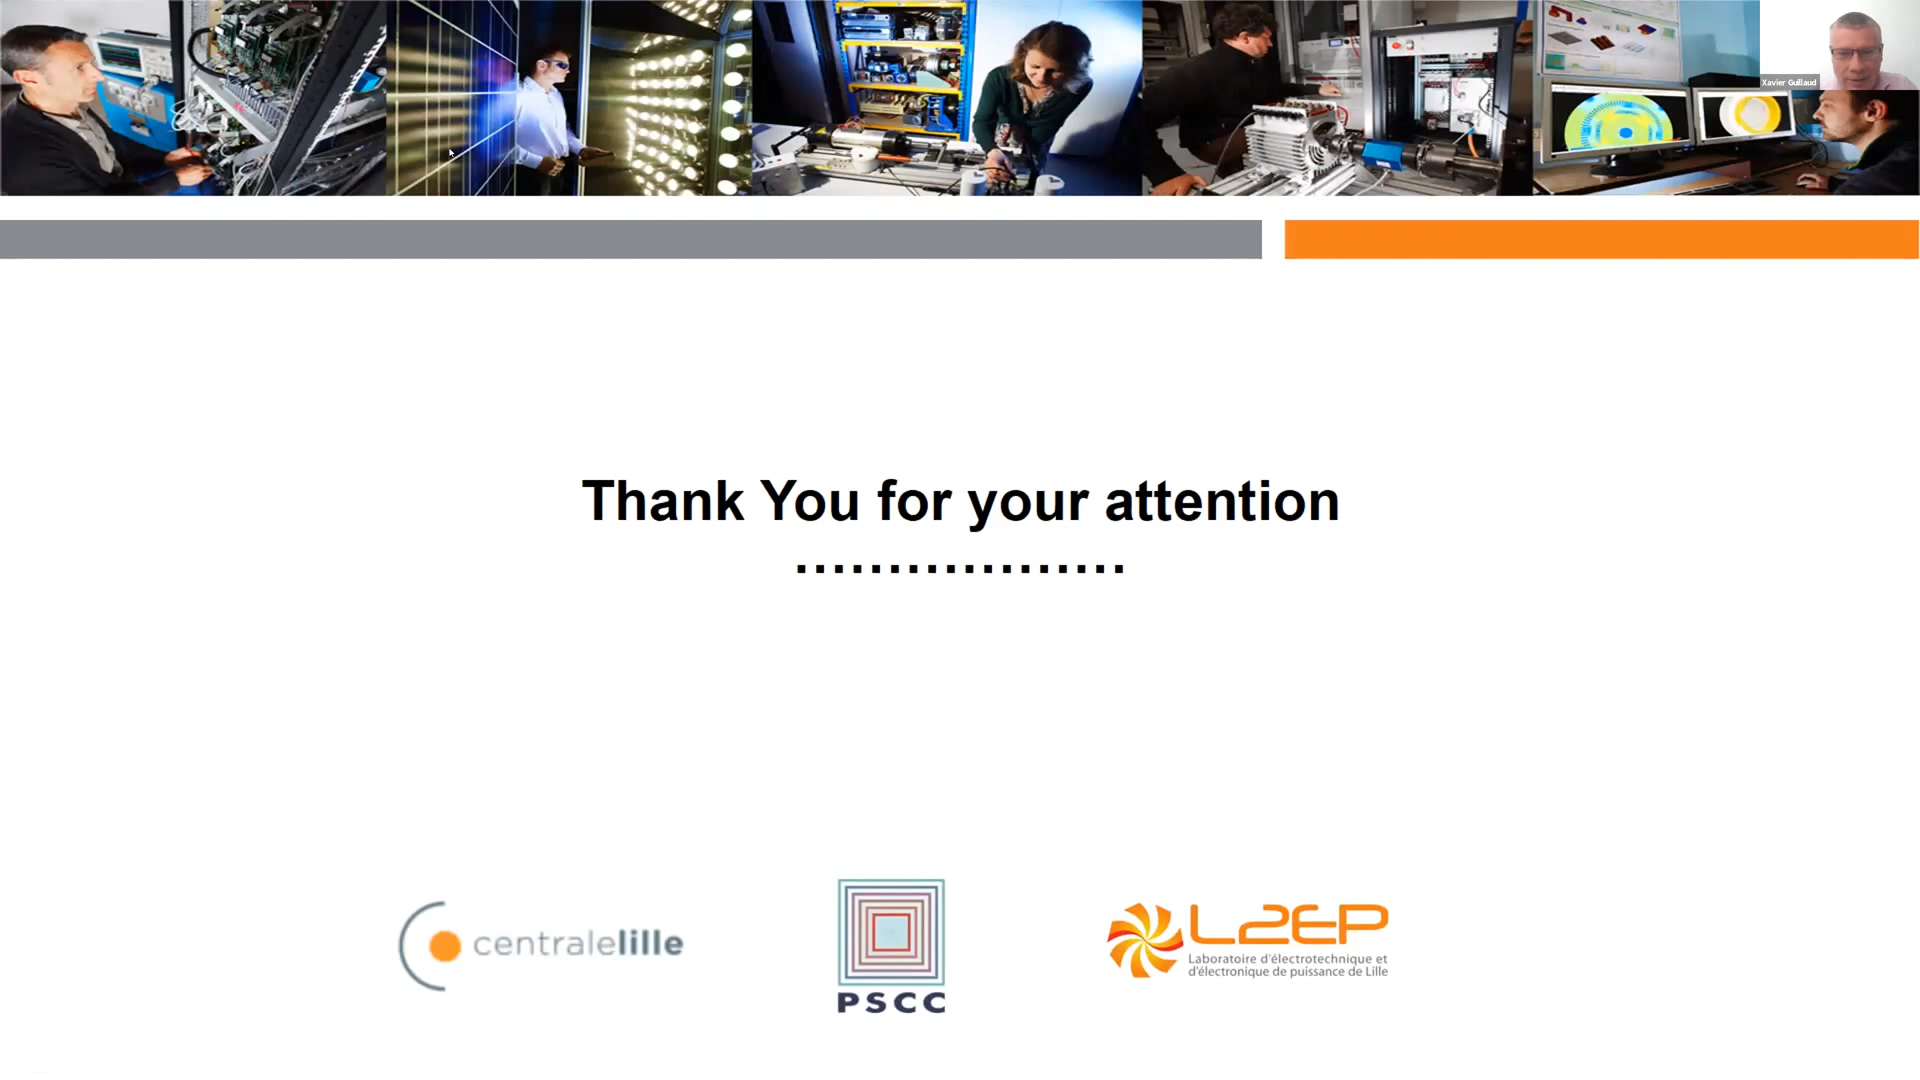 Xavier Guillaud
Thank You for your attention
..................
centralelille
PSCC
L2EP
Laboratoire d'électrotechnique et
d'électronique de puissance de Lille